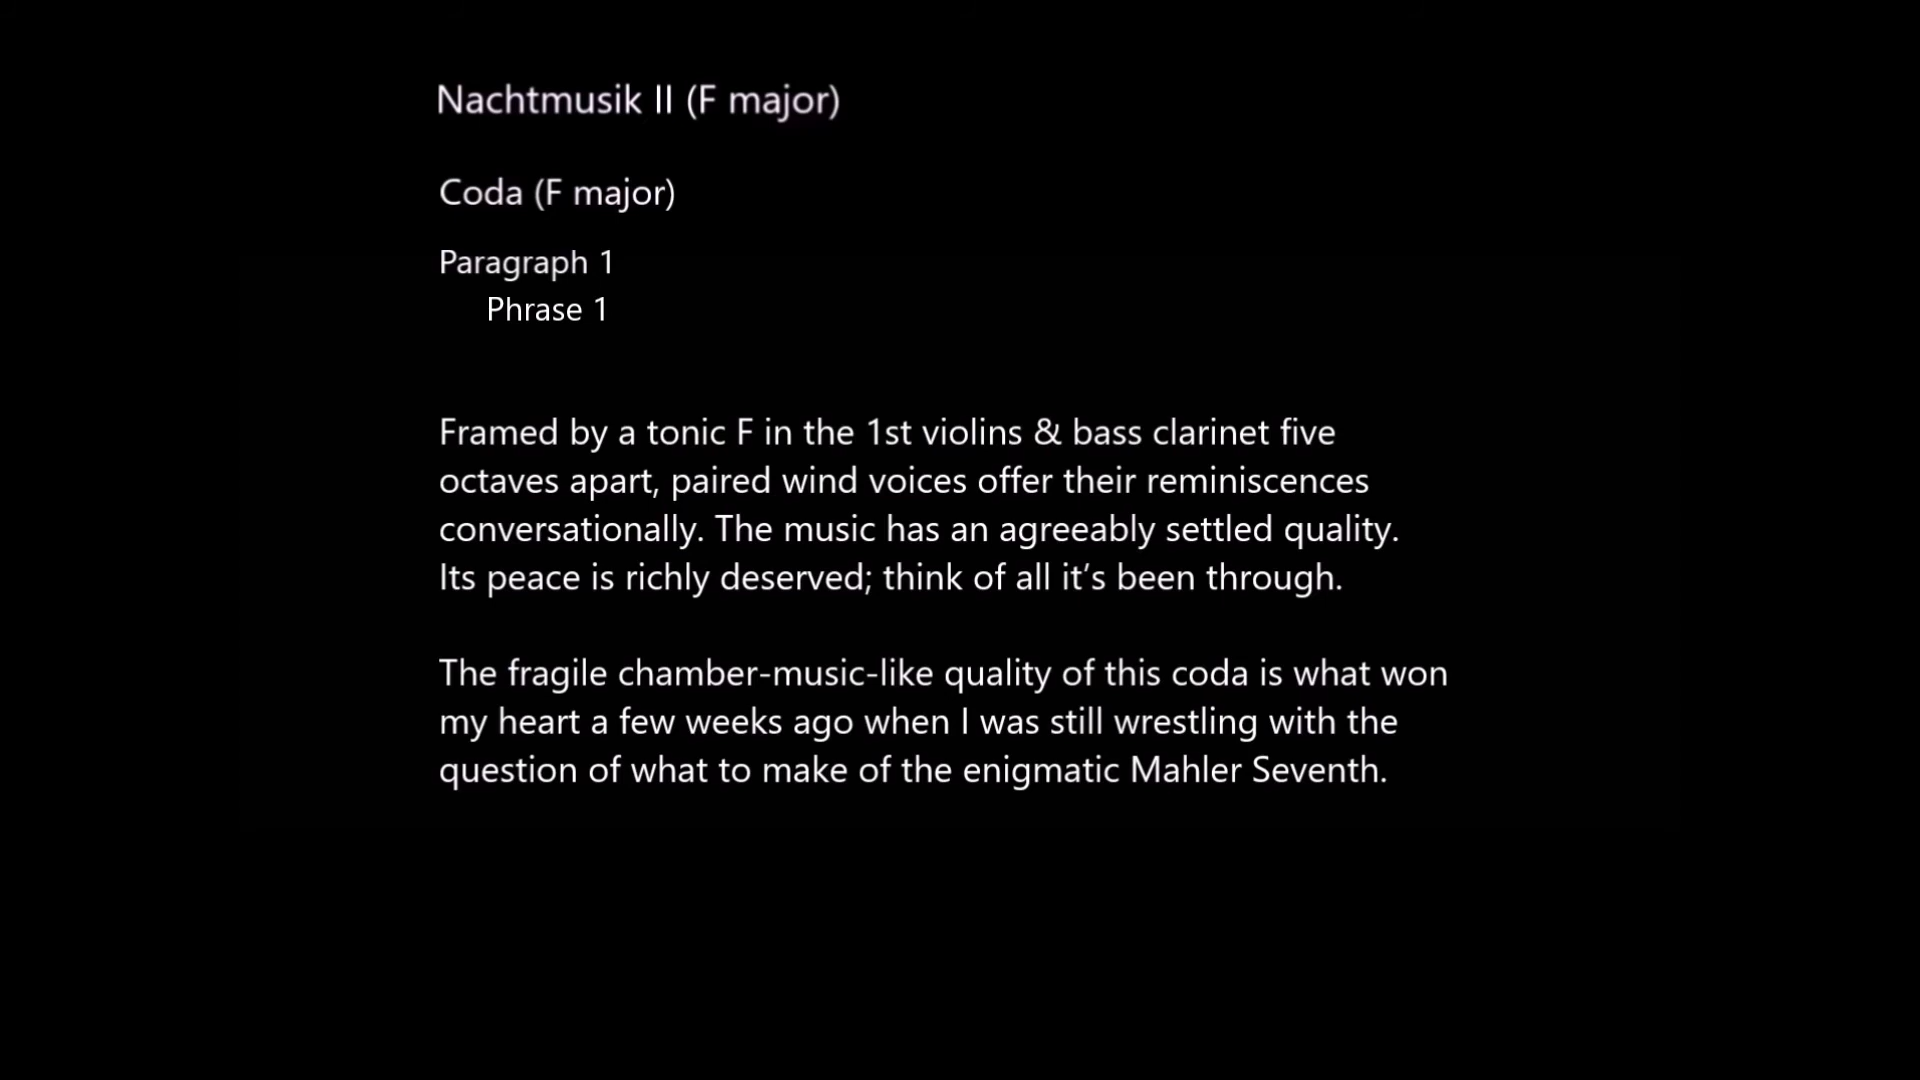 Nachtmusik II (F major)
Coda (F major)
Paragraph 1
Phrase 1
Framed by a tonic F in the 1st violins & bass clarinet five
octaves apart, paired wind voices offer their reminiscences
conversationally. The music has an agreeably settled quality.
Its peace is richly deserved; think of all it’s been through.
The fragile chamber-music-like quality of this coda is what won
my heart a few weeks ago when I was still wrestling with the
question of what to make of the enigmatic Mahler Seventh.